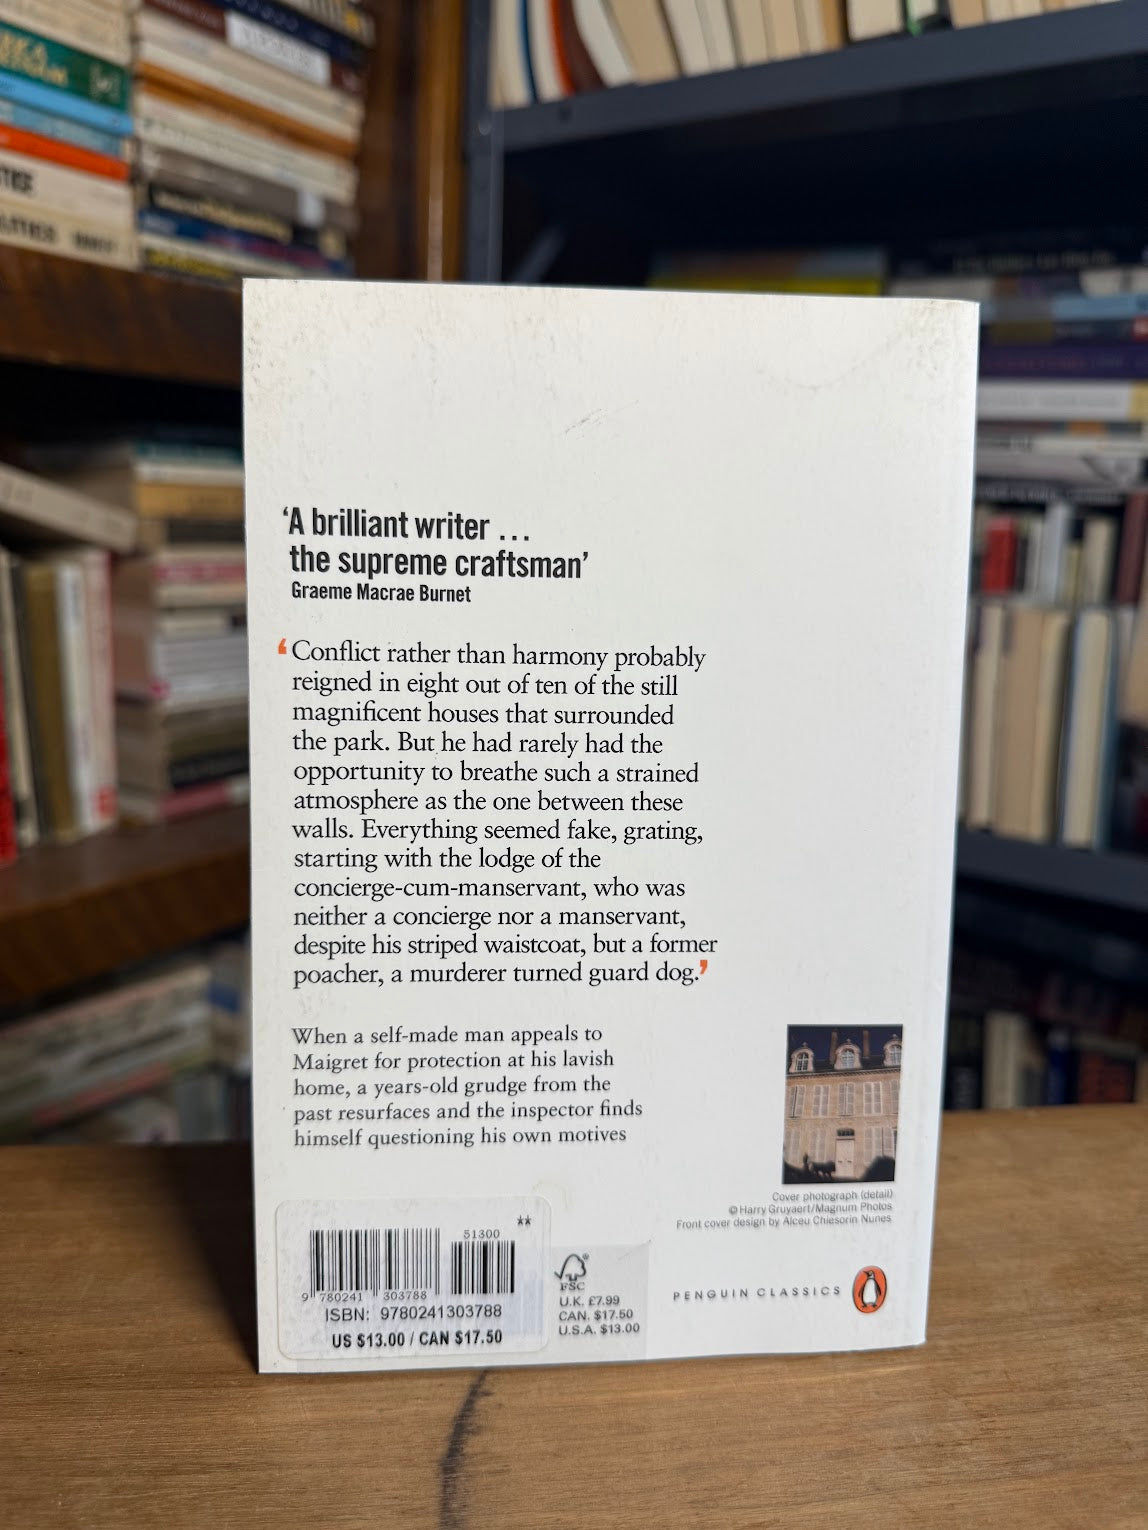 ‘A brilliant writer ...
the supreme craftsman’
Graeme Macrae Burnet
‘Conflict rather than harmony probably
reigned in eight out of ten of the still
magnificent houses that surrounded
the park. But he had rarely had the
opportunity to breathe such a strained
atmosphere as the one between these
walls. Everything seemed fake, grating,
starting with the lodge of the
concierge-cum-manservant, who was
neither a concierge nor a manservant,
despite his striped waistcoat, but a former
poacher, a murderer turned guard dog.’
When a self-made man appeals to
Maigret for protection at his lavish
home, a years-old grudge from the
past resurfaces and the inspector finds
himself questioning his own motives
Cover photograph (detail)
© Harry Gruyaert/Magnum Photos
Front cover design by Alceu Chiesorin Nunes
**
51300
9 780241 303788
ISBN: 9780241303788
US $13.00 / CAN $17.50
FSC
U.K. £7.99
CAN. $17.50
U.S.A. $13.00
PENGUIN CLASSICS